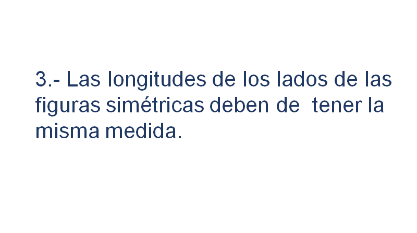 3.- Las longitudes de los lados de las
figuras simétricas deben de  tener la
misma medida.